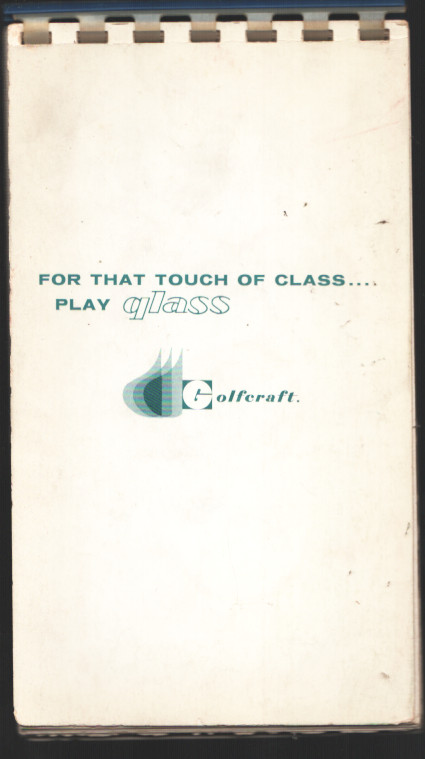 FOR THAT TOUCH OF CLASS....
PLAY glass
Golfcraft.